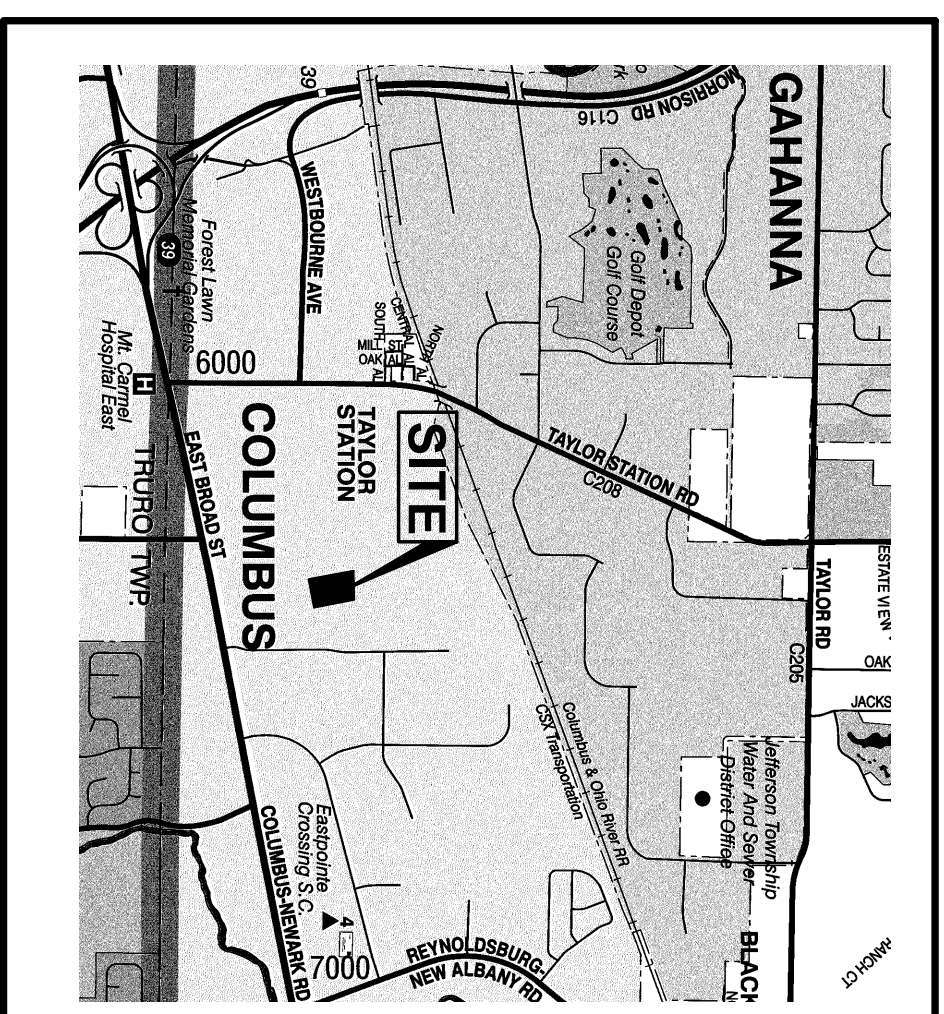 39
MORRISON RD
C116
GAHANNA
WESTBOURNE AVE
Forest Lawn
Memorial Gardens
39
Golf Depot
Golf Course
NORTH AL
CENTRAL AL
SOUTH AL
MILL ST
OAK AL
6000
H
Mt. Carmel
Hospital East
TRURO TWP.
EAST BROAD ST
COLUMBUS
TAYLOR
STATION
SITE
TAYLOR STATION RD
C208
TAYLOR RD
C205
ESTATE VIEW
OAK
JACKS
Columbus & Ohio River RR
CSX Transportation
Jefferson Township
Water And Sewer
District Office
Eastpointe
Crossing S.C.
4
7000
COLUMBUS-NEWARK RD
REYNOLDSBURG-
NEW ALBANY RD
BLACK
ANCH CT